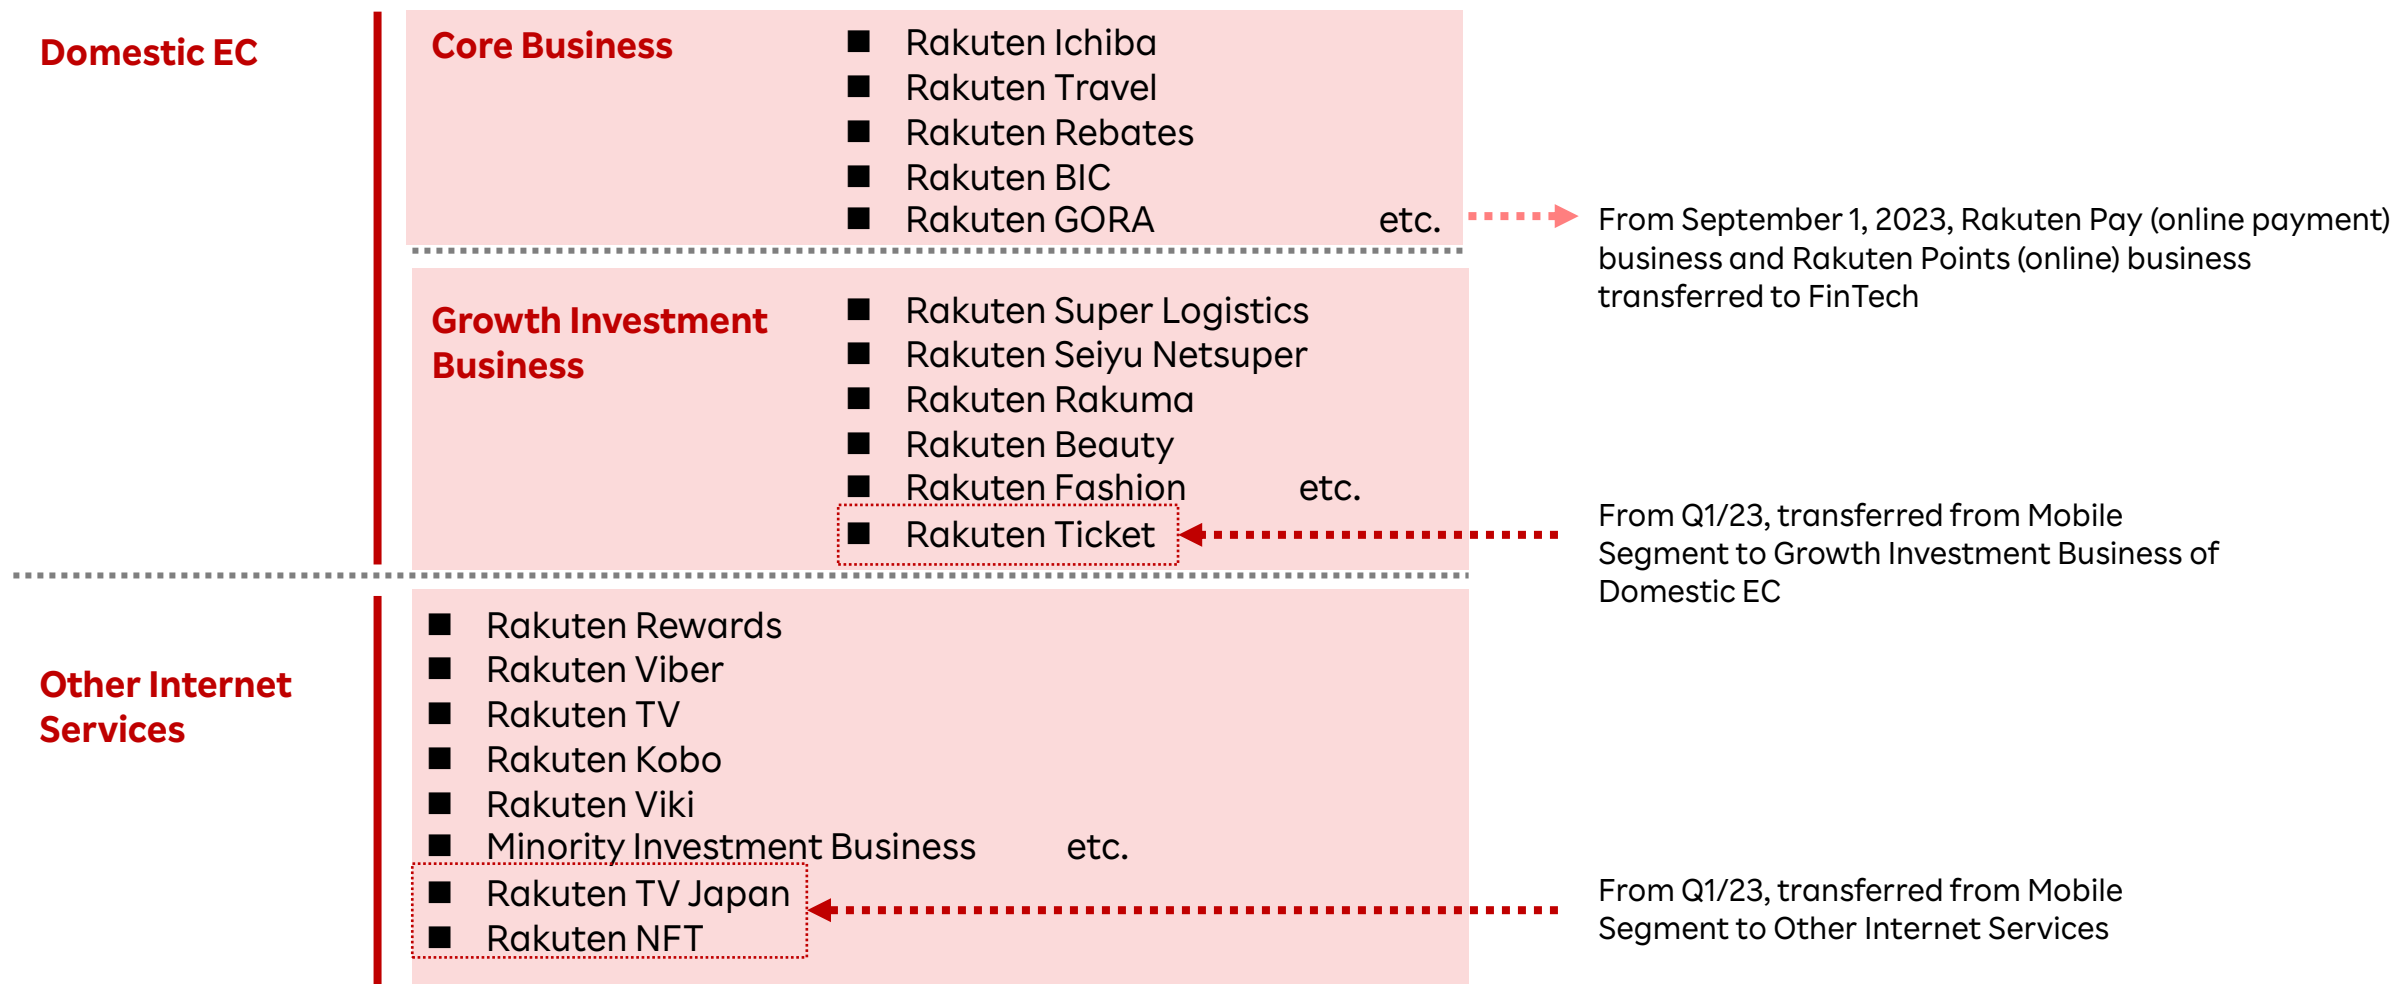 Domestic EC
Core Business
Rakuten Ichiba
Rakuten Travel
Rakuten Rebates
Rakuten BIC
Rakuten GORA etc.
From September 1, 2023, Rakuten Pay (online payment)
business and Rakuten Points (online) business
transferred to FinTech
Growth Investment
Business
Rakuten Super Logistics
Rakuten Seiyu Netsuper
Rakuten Rakuma
Rakuten Beauty
Rakuten Fashion etc.
Rakuten Ticket
From Q1/23, transferred from Mobile
Segment to Growth Investment Business of
Domestic EC
Other Internet
Services
Rakuten Rewards
Rakuten Viber
Rakuten TV
Rakuten Kobo
Rakuten Viki
Minority Investment Business etc.
Rakuten TV Japan
Rakuten NFT
From Q1/23, transferred from Mobile
Segment to Other Internet Services